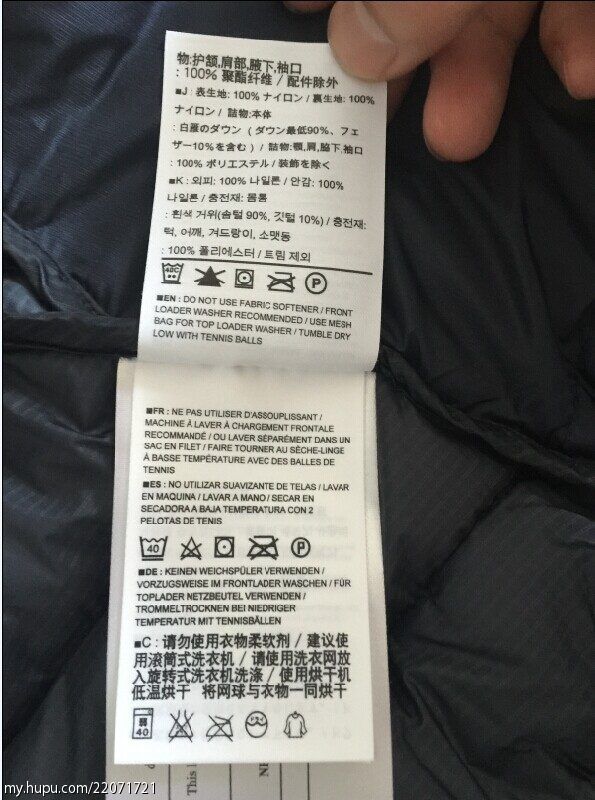 物:护颔,肩部,腋下,袖口
: 100% 聚酯纤维 / 配件除外
■J : 表生地: 100% ナイロン / 裏生地: 100%
ナイロン / 詰物:本体
: 白雁のダウン ( ダウン最低90%、フェ
ザー10%を含む ) / 詰物:顎,肩,脇下,袖口
: 100% ポリエステル / 装飾を除く
■K : 외피: 100% 나일론 / 안감: 100%
나일론 / 충전재: 몸통
: 흰색 거위(솜털 90%, 깃털 10%) / 충전재:
턱, 어깨, 겨드랑이, 소맷동
: 100% 폴리에스터 / 트림 제외
40C P
■EN : DO NOT USE FABRIC SOFTENER / FRONT
LOADER WASHER RECOMMENDED / USE MESH
BAG FOR TOP LOADER WASHER / TUMBLE DRY
LOW WITH TENNIS BALLS
■FR : NE PAS UTILISER D'ASSOUPLISSANT /
MACHINE À LAVER À CHARGEMENT FRONTALE
RECOMMANDÉ / OU LAVER SÉPARÉMENT DANS UN
SAC EN FILET / FAIRE TOURNER AU SÈCHE-LINGE
À BASSE TEMPÉRATURE AVEC DES BALLES DE
TENNIS
■ES : NO UTILIZAR SUAVIZANTE DE TELAS / LAVAR
EN MAQUINA / LAVAR A MANO / SECAR EN
SECADORA A BAJA TEMPERATURA CON 2
PELOTAS DE TENIS
40 P
■DE : KEINEN WEICHSPÜLER VERWENDEN /
VORZUGSWEISE IM FRONTLADER WASCHEN / FÜR
TOPLADER NETZBEUTEL VERWENDEN /
TROMMELTROCKNEN BEI NIEDRIGER
TEMPERATUR MIT TENNISBÄLLEN
■C : 请勿使用衣物柔软剂 / 建议使
用滚筒式洗衣机 / 请使用洗衣网放
入旋转式洗衣机洗涤 / 使用烘干机
低温烘干 将网球与衣物一同烘干
弱 40
This i
my.hupu.com/22071721